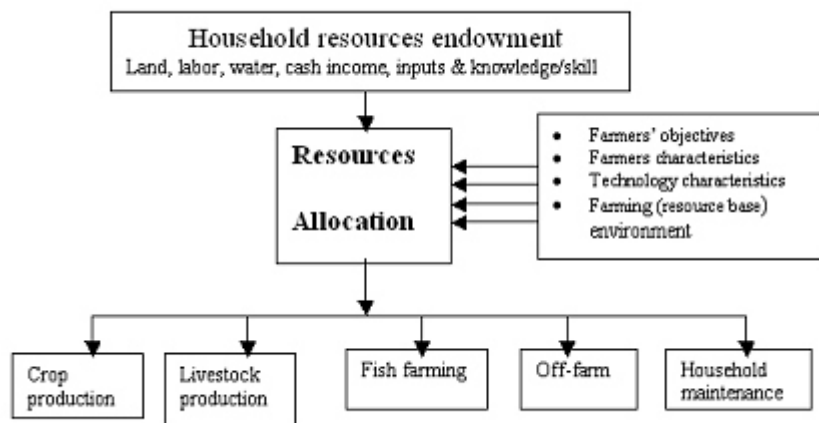 Household resources endowment
Land, labor, water, cash income, inputs & knowledge/skill
Resources
Allocation
• Farmers' objectives
• Farmers characteristics
• Technology characteristics
• Farming (resource base)
environment
Crop
production
Livestock
production
Fish farming
Off-farm
Household
maintenance